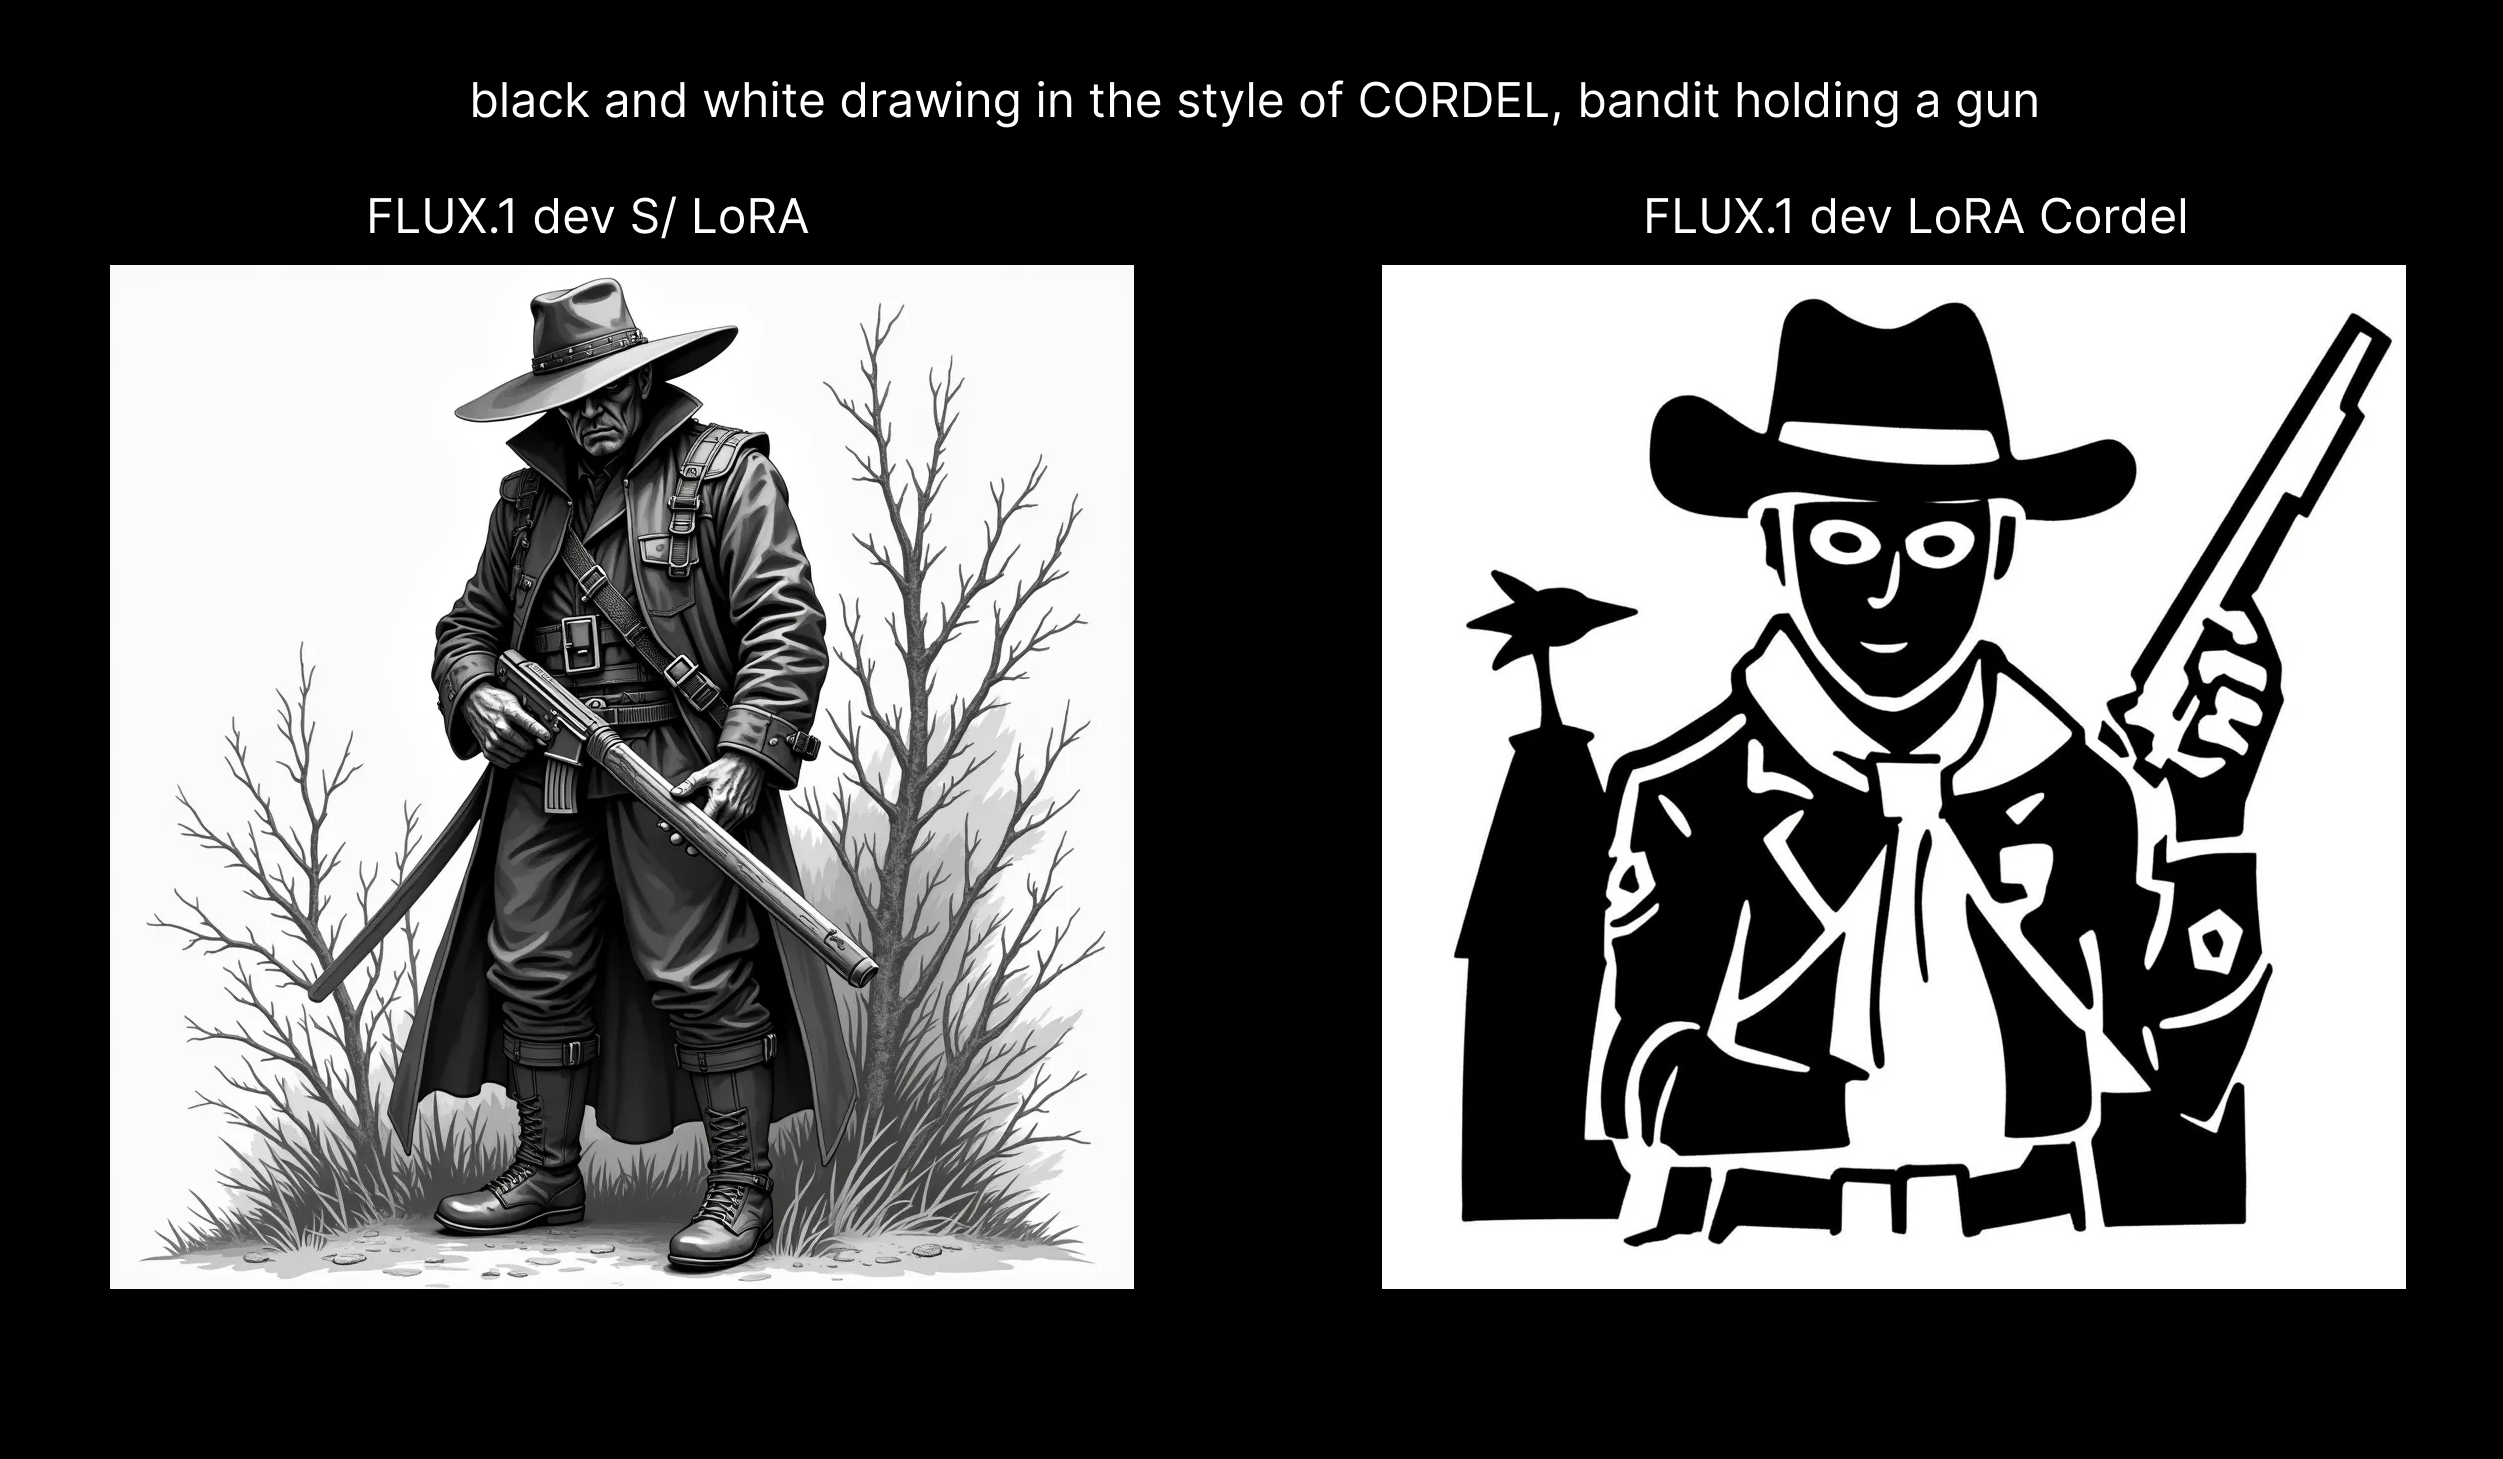 black and white drawing in the style of CORDEL, bandit holding a gun
FLUX.1 dev S/ LoRA
FLUX.1 dev LoRA Cordel